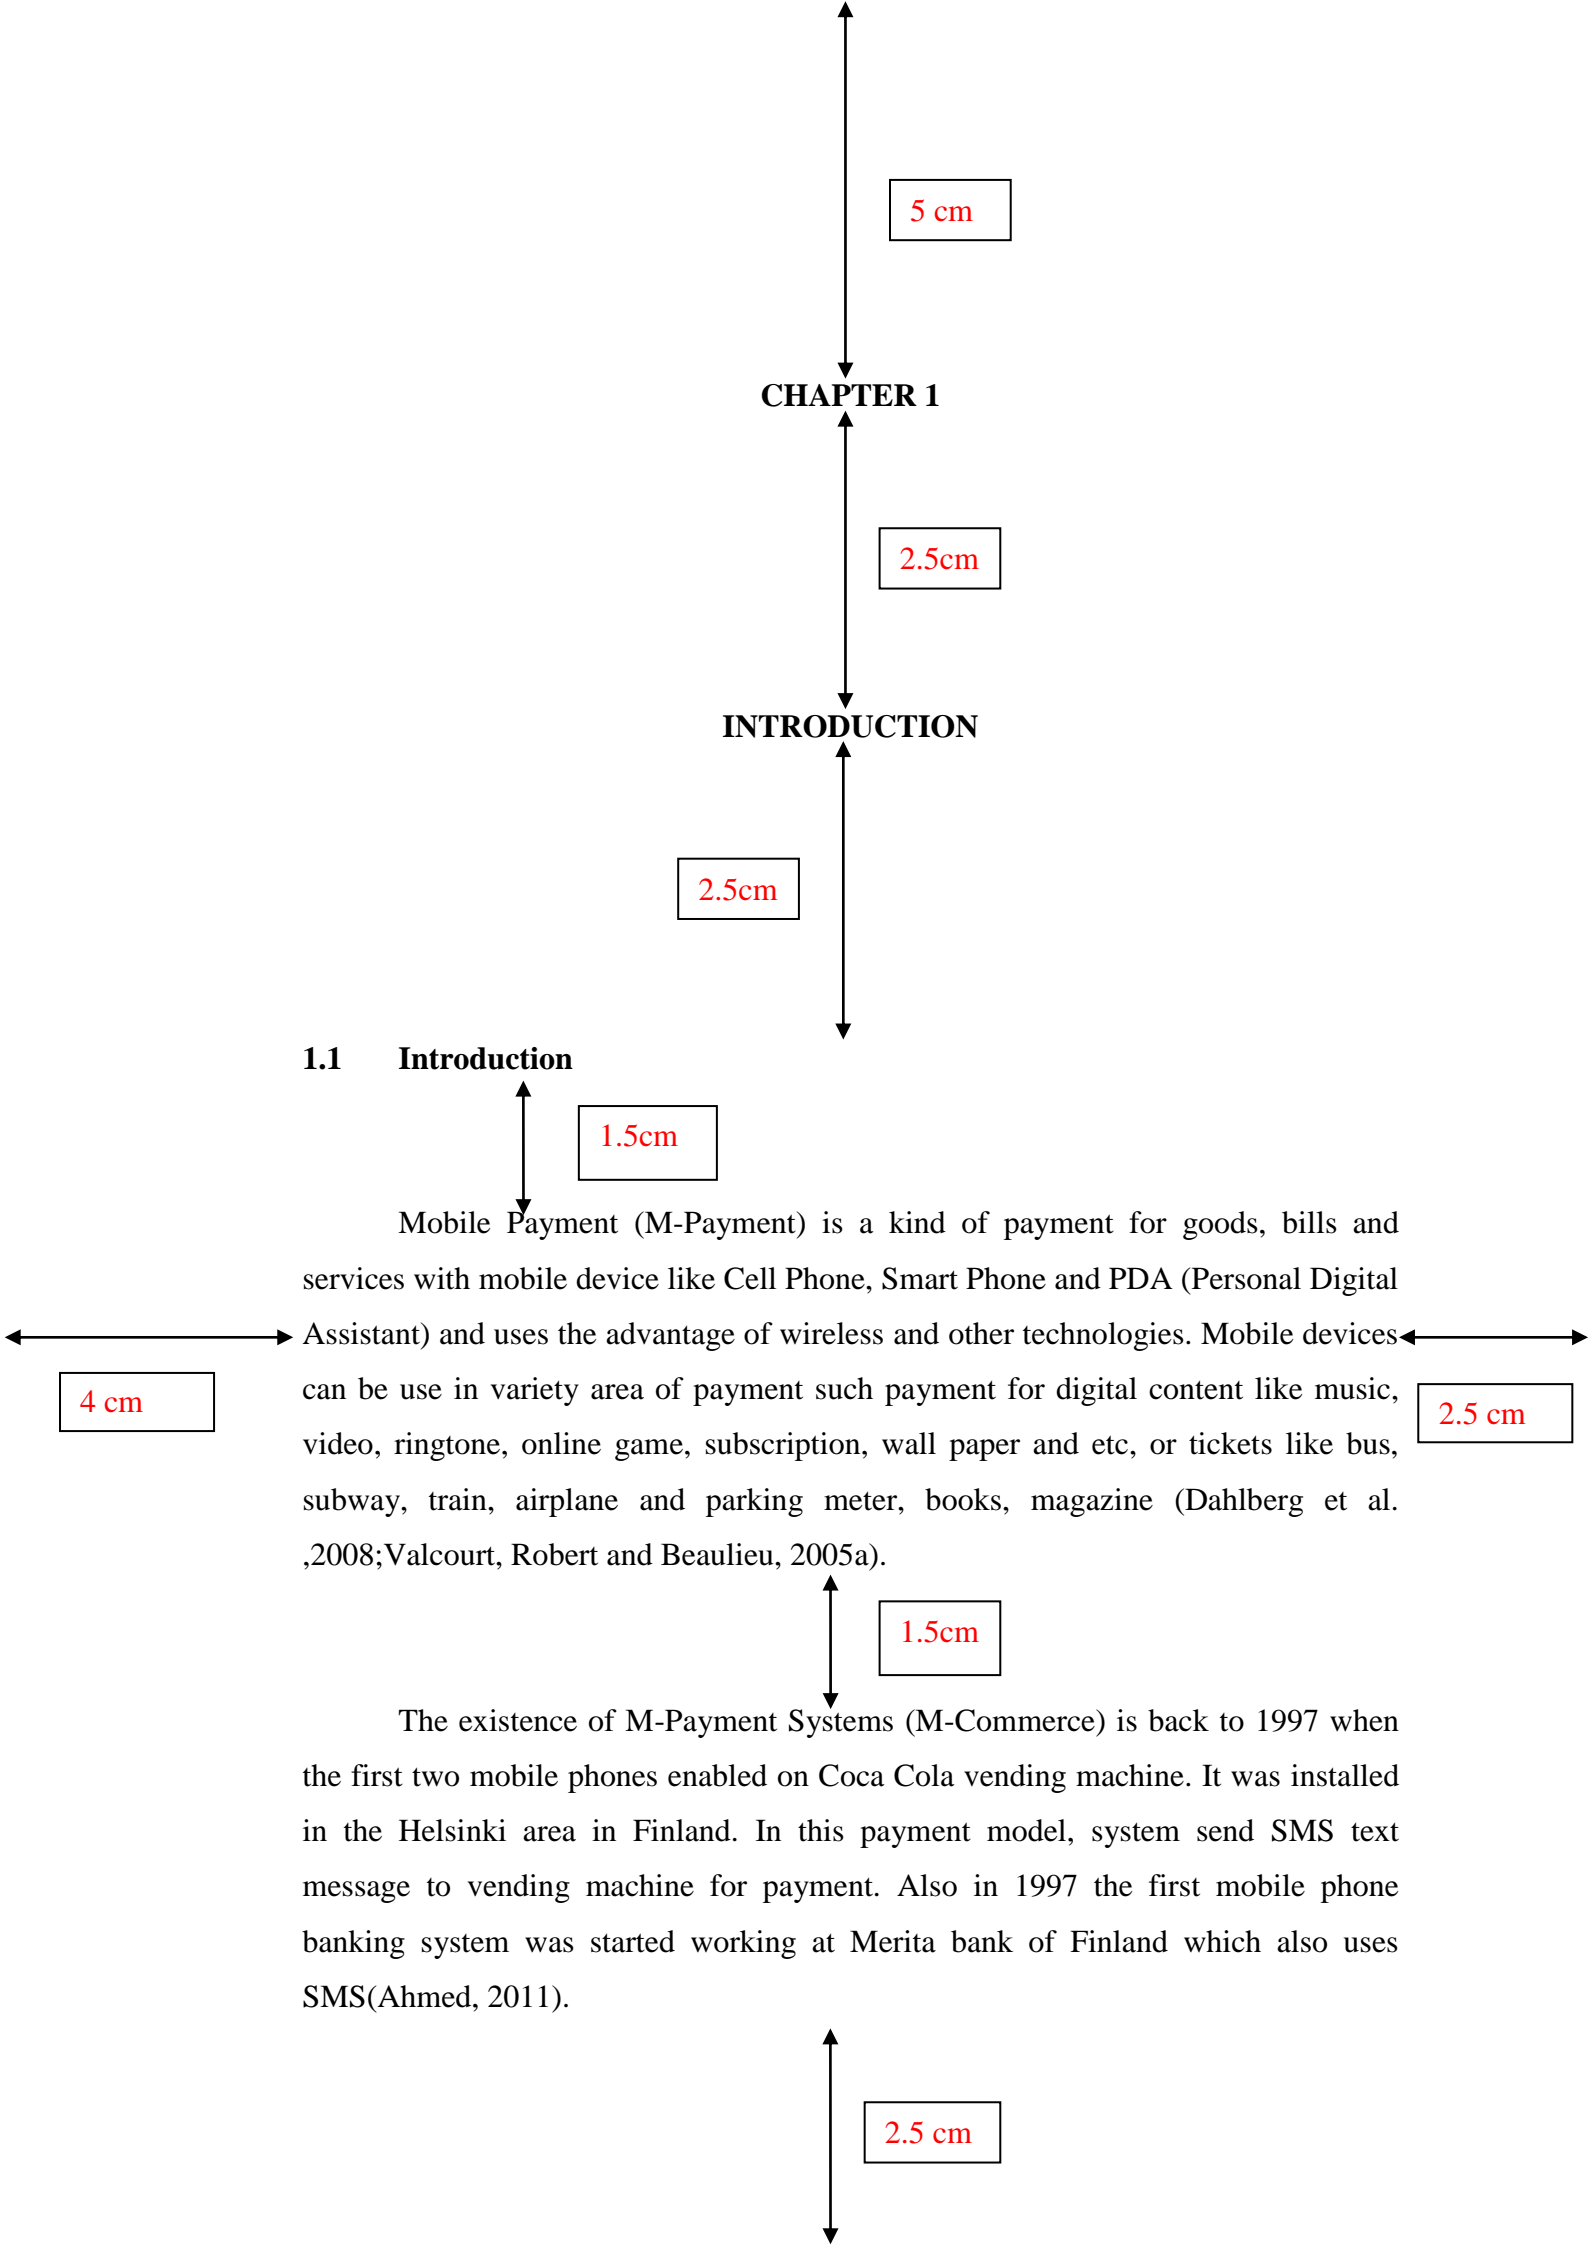 5 cm
CHAPTER 1
2.5cm
INTRODUCTION
2.5cm
1.1 Introduction
1.5cm
Mobile Payment (M-Payment) is a kind of payment for goods, bills and
services with mobile device like Cell Phone, Smart Phone and PDA (Personal Digital
Assistant) and uses the advantage of wireless and other technologies. Mobile devices
can be use in variety area of payment such payment for digital content like music,
4 cm
2.5 cm
video, ringtone, online game, subscription, wall paper and etc, or tickets like bus,
subway, train, airplane and parking meter, books, magazine (Dahlberg et al.
,2008;Valcourt, Robert and Beaulieu, 2005a).
1.5cm
The existence of M-Payment Systems (M-Commerce) is back to 1997 when
the first two mobile phones enabled on Coca Cola vending machine. It was installed
in the Helsinki area in Finland. In this payment model, system send SMS text
message to vending machine for payment. Also in 1997 the first mobile phone
banking system was started working at Merita bank of Finland which also uses
SMS(Ahmed, 2011).
2.5 cm